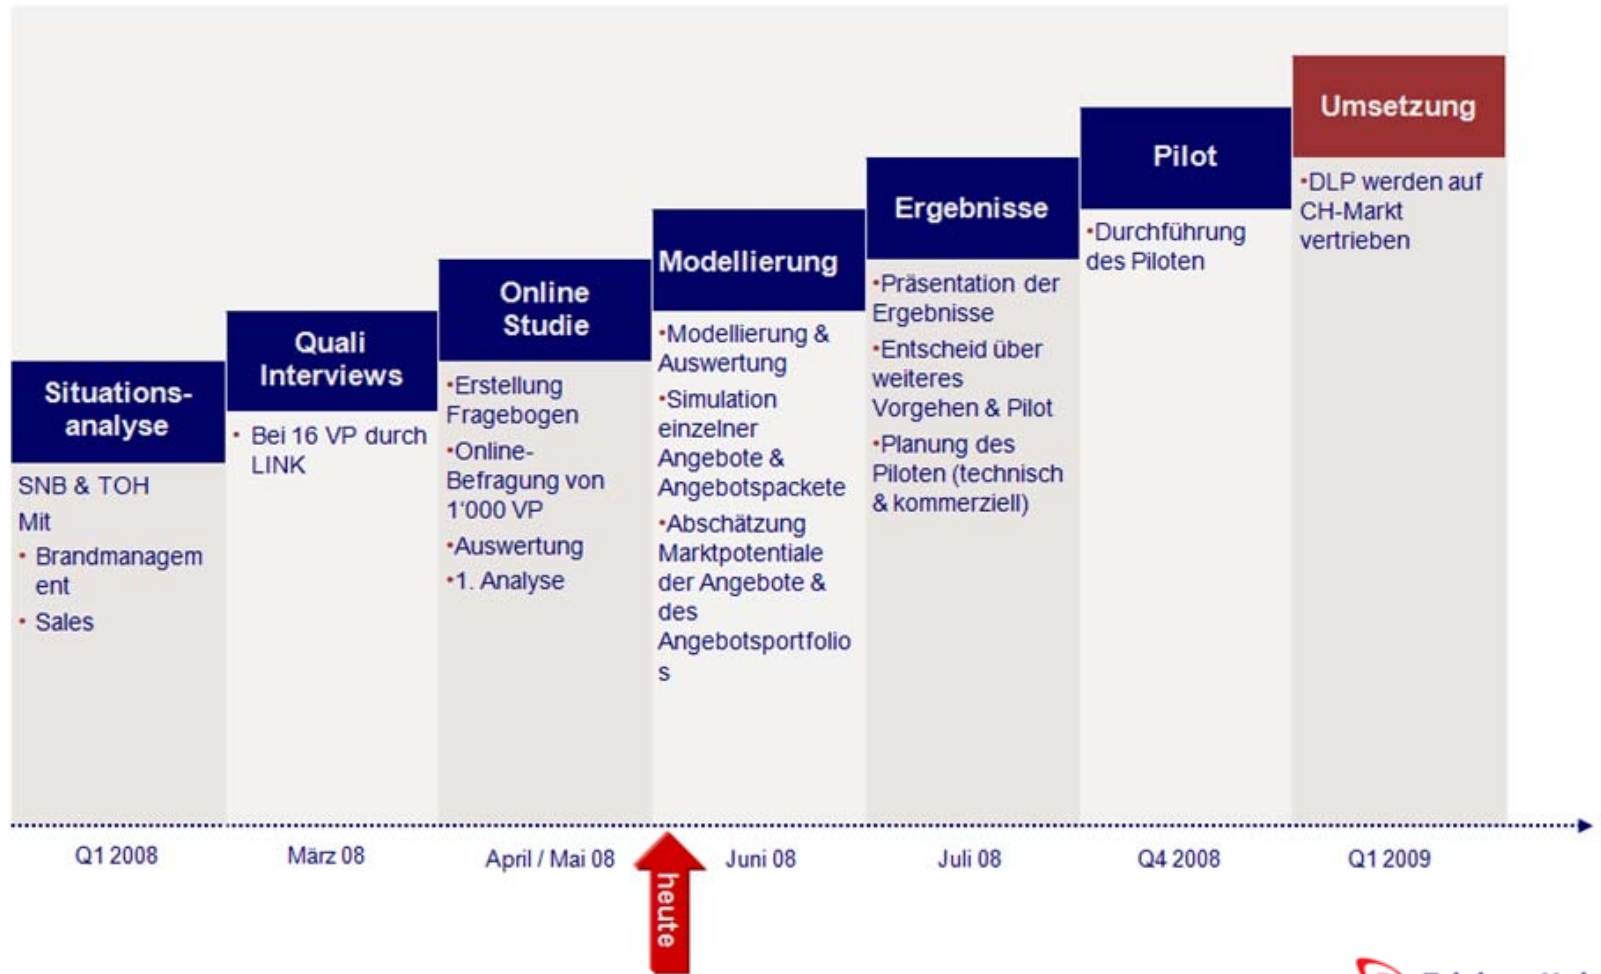 Situations-
analyse
SNB & TOH
Mit
• Brandmanagem
ent
• Sales
Quali
Interviews
• Bei 16 VP durch
LINK
Online
Studie
•Erstellung
Fragebogen
•Online-
Befragung von
1‘000 VP
•Auswertung
•1. Analyse
Modellierung
•Modellierung &
Auswertung
•Simulation
einzelner
Angebote &
Angebotspackete
•Abschätzung
Marktpotentiale
der Angebote &
des
Angebotsportfolio
s
Ergebnisse
•Präsentation der
Ergebnisse
•Entscheid über
weiteres
Vorgehen & Pilot
•Planung des
Piloten (technisch
& kommerziell)
Pilot
•Durchführung
des Piloten
Umsetzung
•DLP werden auf
CH-Markt
vertrieben
Q1 2008
März 08
April / Mai 08
Juni 08
Juli 08
Q4 2008
Q1 2009
heute